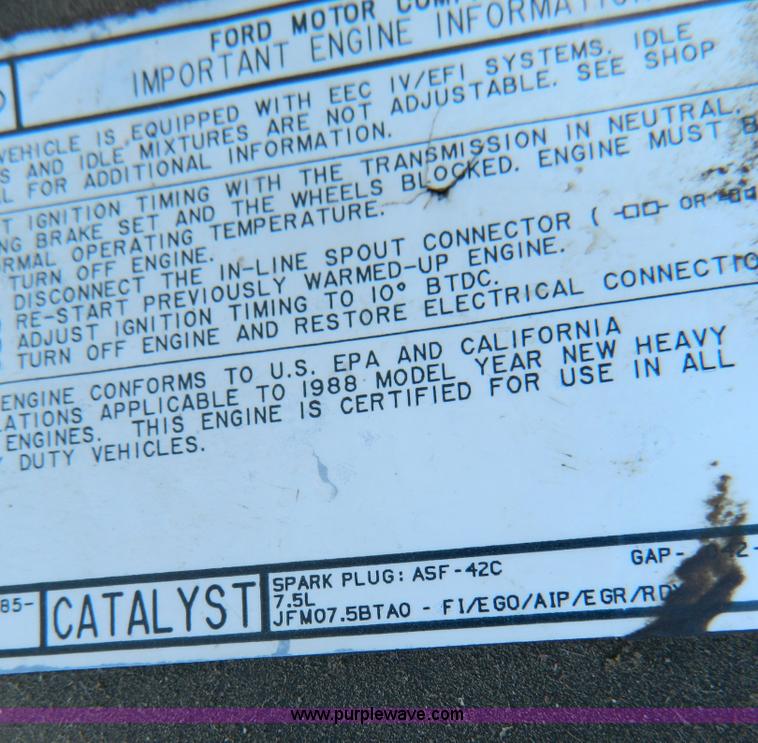 FORD MOTOR
IMPORTANT ENGINE
VEHICLE IS EQUIPPED WITH EEC IV/EFI SYSTEMS. IDLE
S AND IDLE MIXTURES ARE NOT ADJUSTABLE. SEE SHOP
L FOR ADDITIONAL INFORMATION.
T IGNITION TIMING WITH THE TRANSMISSION IN NEUTRAL.
NG BRAKE SET AND THE WHEELS BLOCKED. ENGINE MUST B
RMAL OPERATING TEMPERATURE.
TURN OFF ENGINE.
DISCONNECT THE IN-LINE SPOUT CONNECTOR ( OR
RE-START PREVIOUSLY WARMED-UP ENGINE.
ADJUST IGNITION TIMING TO 10° BTDC.
TURN OFF ENGINE AND RESTORE ELECTRICAL CONNECTIO
ENGINE CONFORMS TO U.S. EPA AND CALIFORNIA
LATIONS APPLICABLE TO 1988 MODEL YEAR NEW HEAVY
ENGINES. THIS ENGINE IS CERTIFIED FOR USE IN ALL
DUTY VEHICLES.
85- CATALYST
SPARK PLUG: ASF-42C GAP-
7.5L
JFM07.5BTA0 - FI/EGO/AIP/EGR/
www.purplewave.com